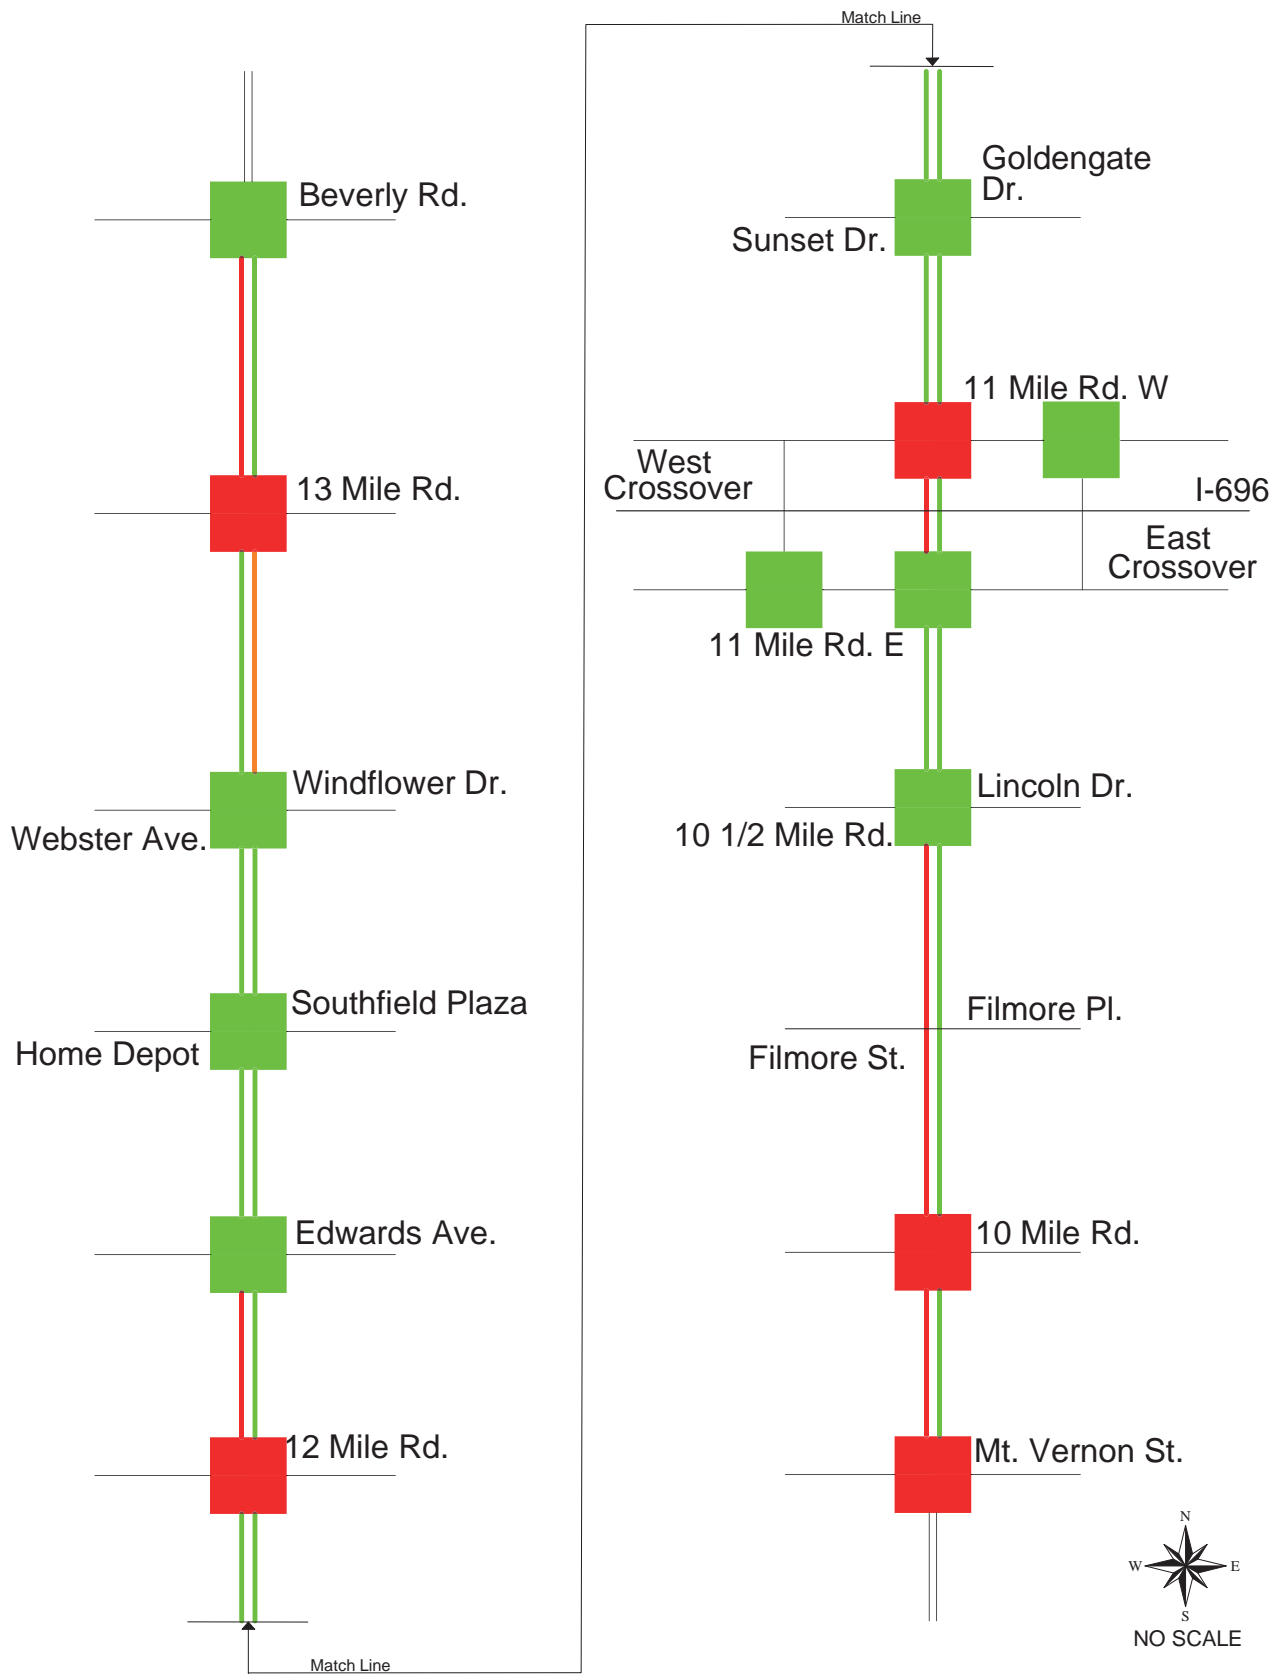 Match Line
Beverly Rd.
13 Mile Rd.
Windflower Dr.
Webster Ave.
Southfield Plaza
Home Depot
Edwards Ave.
12 Mile Rd.
Match Line
Goldengate
Dr.
Sunset Dr.
11 Mile Rd. W
West
Crossover
I-696
East
Crossover
11 Mile Rd. E
Lincoln Dr.
10 1/2 Mile Rd.
Filmore Pl.
Filmore St.
10 Mile Rd.
Mt. Vernon St.
N
W E
S
NO SCALE